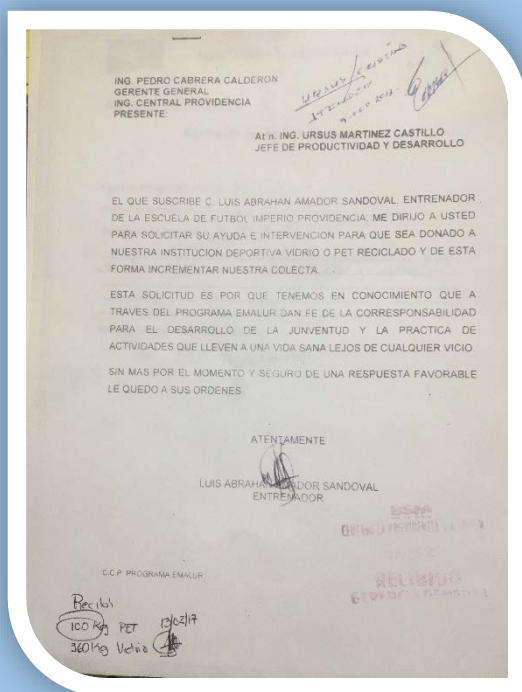 ING. PEDRO CABRERA CALDERON
GERENTE GENERAL
ING. CENTRAL PROVIDENCIA
PRESENTE:
URSUS/CRISTIAN
ATENCIÓN
At'n. ING. URSUS MARTINEZ CASTILLO
JEFE DE PRODUCTIVIDAD Y DESARROLLO
EL QUE SUSCRIBE C. LUIS ABRAHAN AMADOR SANDOVAL, ENTRENADOR
DE LA ESCUELA DE FUTBOL IMPERIO PROVIDENCIA, ME DIRIJO A USTED
PARA SOLICITAR SU AYUDA E INTERVENCION PARA QUE SEA DONADO A
NUESTRA INSTITUCION DEPORTIVA VIDRIO O PET RECICLADO Y DE ESTA
FORMA INCREMENTAR NUESTRA COLECTA.
ESTA SOLICITUD ES POR QUE TENEMOS EN CONOCIMIENTO QUE A
TRAVES DEL PROGRAMA EMALUR DAN FE DE LA CORRESPONSABILIDAD
PARA EL DESARROLLO DE LA JUNVENTUD Y LA PRACTICA DE
ACTIVIDADES QUE LLEVEN A UNA VIDA SANA LEJOS DE CUALQUIER VICIO.
SIN MAS POR EL MOMENTO Y SEGURO DE UNA RESPUESTA FAVORABLE
LE QUEDO A SUS ORDENES.
ATENTAMENTE
LUIS ABRAHAN AMADOR SANDOVAL
ENTRENADOR
RECIBIDO
C.C.P. PROGRAMA EMALUR
Recibi
100 Kg PET 13/02/17
360 Kg Vidrio